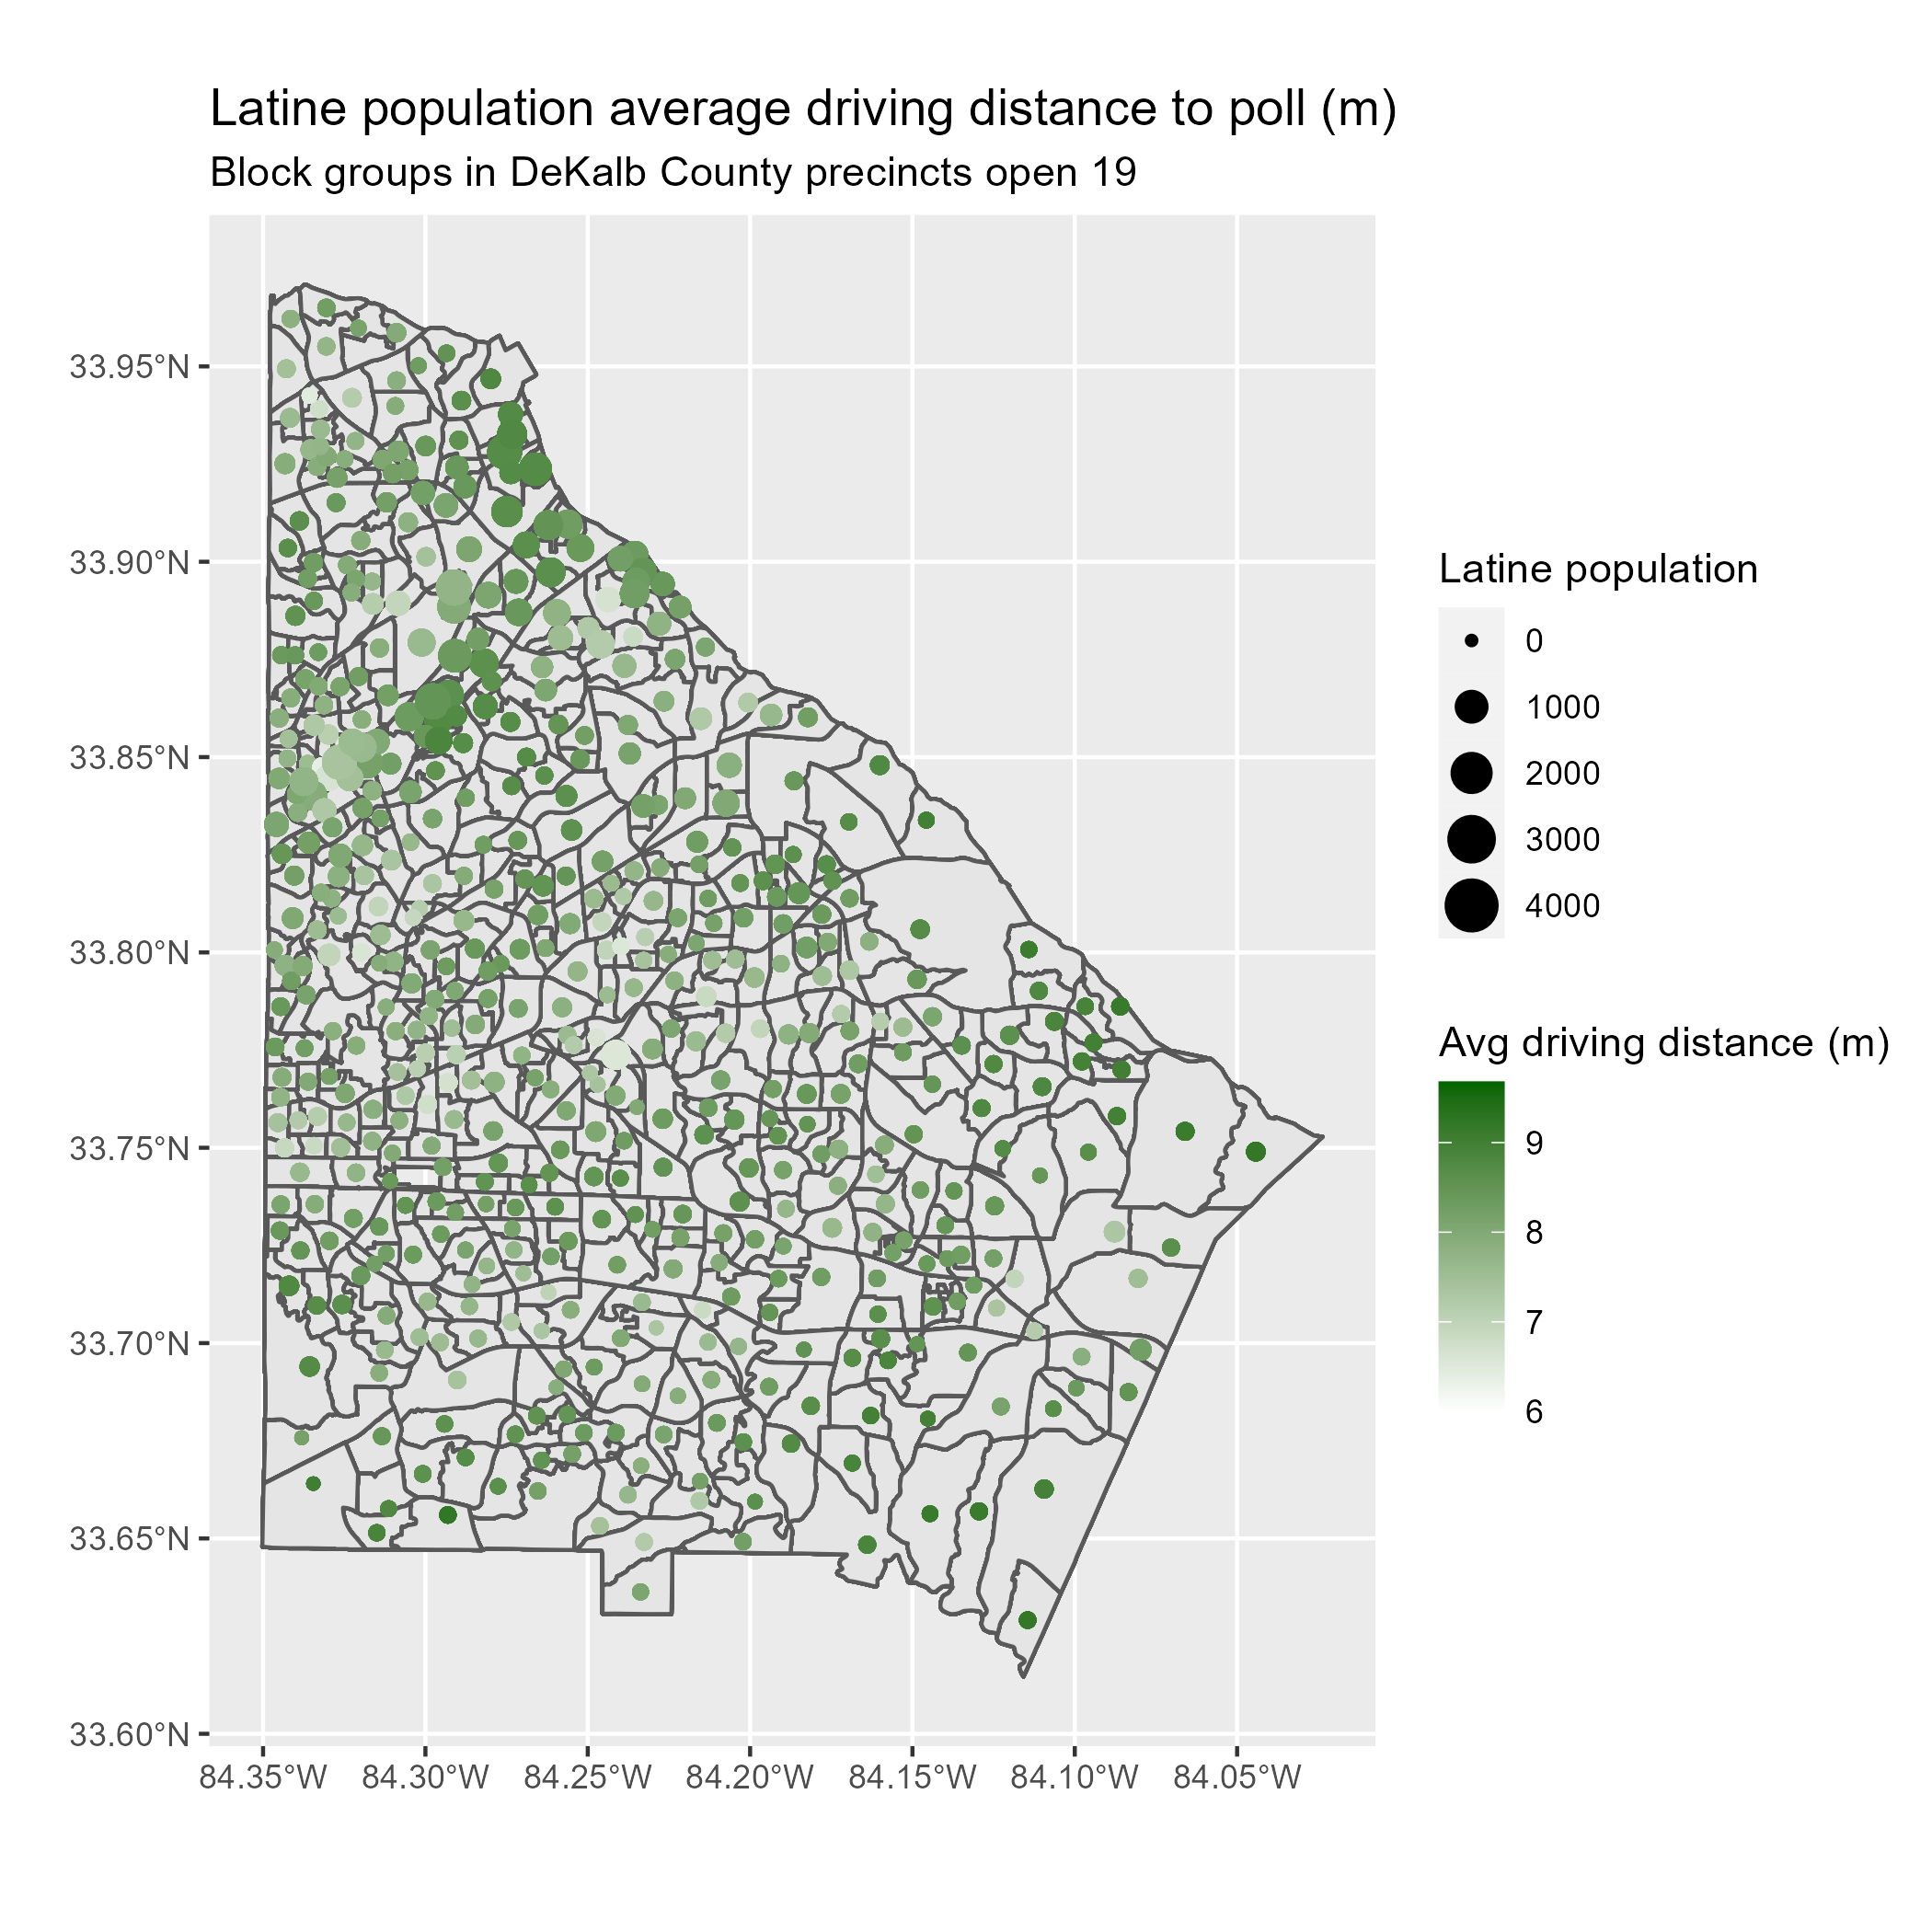 Latine population average driving distance to poll (m)
Block groups in DeKalb County precincts open 19
33.95°N
33.90°N
33.85°N
33.80°N
33.75°N
33.70°N
33.65°N
33.60°N
84.35°W 84.30°W 84.25°W 84.20°W 84.15°W 84.10°W 84.05°W
Latine population
0
1000
2000
3000
4000
Avg driving distance (m)
9
8
7
6